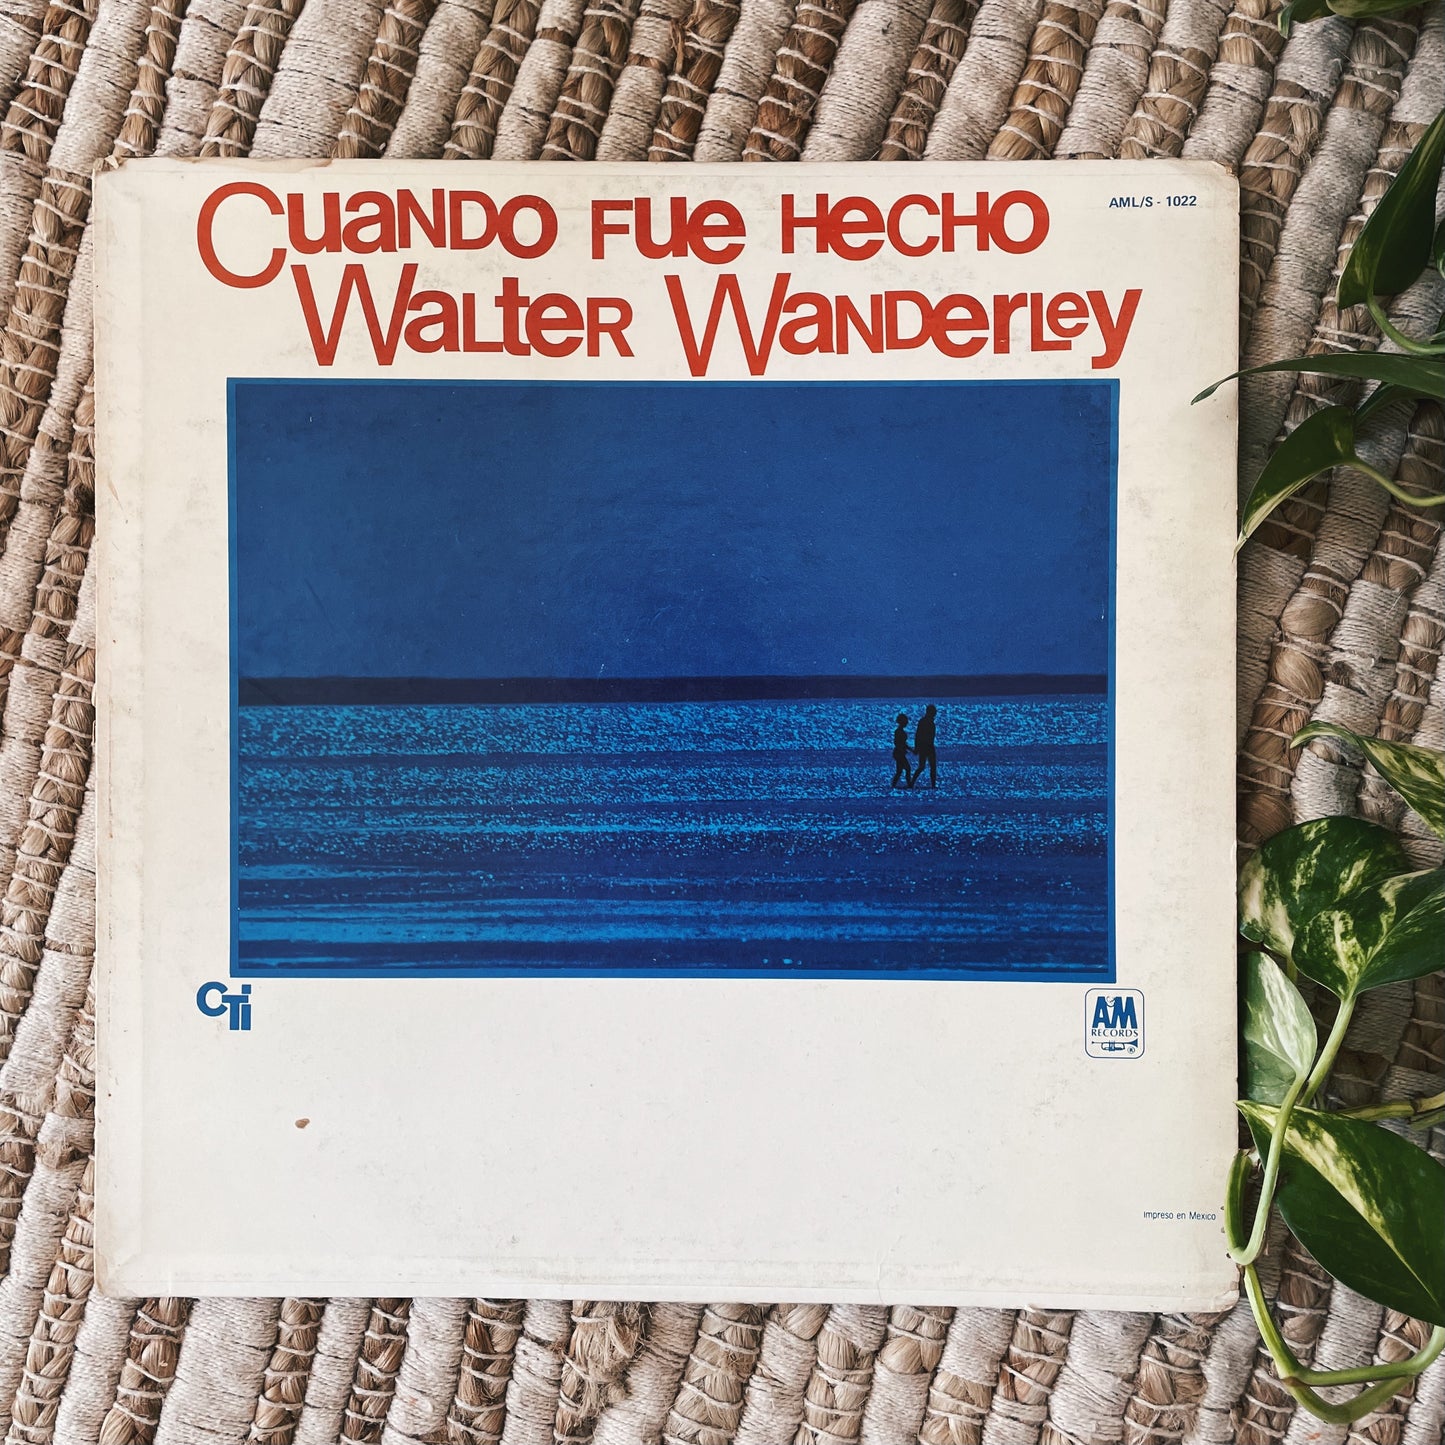 Cuando Fue Hecho
AML/S - 1022
Walter Wanderley
CTi
A&M
RECORDS
®
Impreso en Mexico